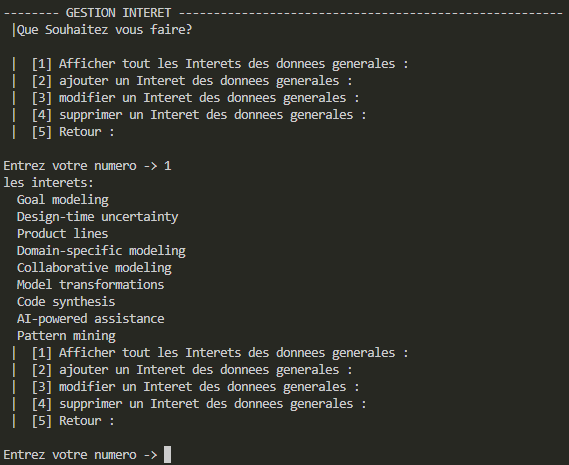 -------- GESTION INTERET -------------------------------------------------------
|Que Souhaitez vous faire?
| [1] Afficher tout les Interets des donnees generales :
| [2] ajouter un Interet des donnees generales :
| [3] modifier un Interet des donnees generales :
| [4] supprimer un Interet des donnees generales :
| [5] Retour :
Entrez votre numero -> 1
les interets:
Goal modeling
Design-time uncertainty
Product lines
Domain-specific modeling
Collaborative modeling
Model transformations
Code synthesis
AI-powered assistance
Pattern mining
| [1] Afficher tout les Interets des donnees generales :
| [2] ajouter un Interet des donnees generales :
| [3] modifier un Interet des donnees generales :
| [4] supprimer un Interet des donnees generales :
| [5] Retour :
Entrez votre numero ->